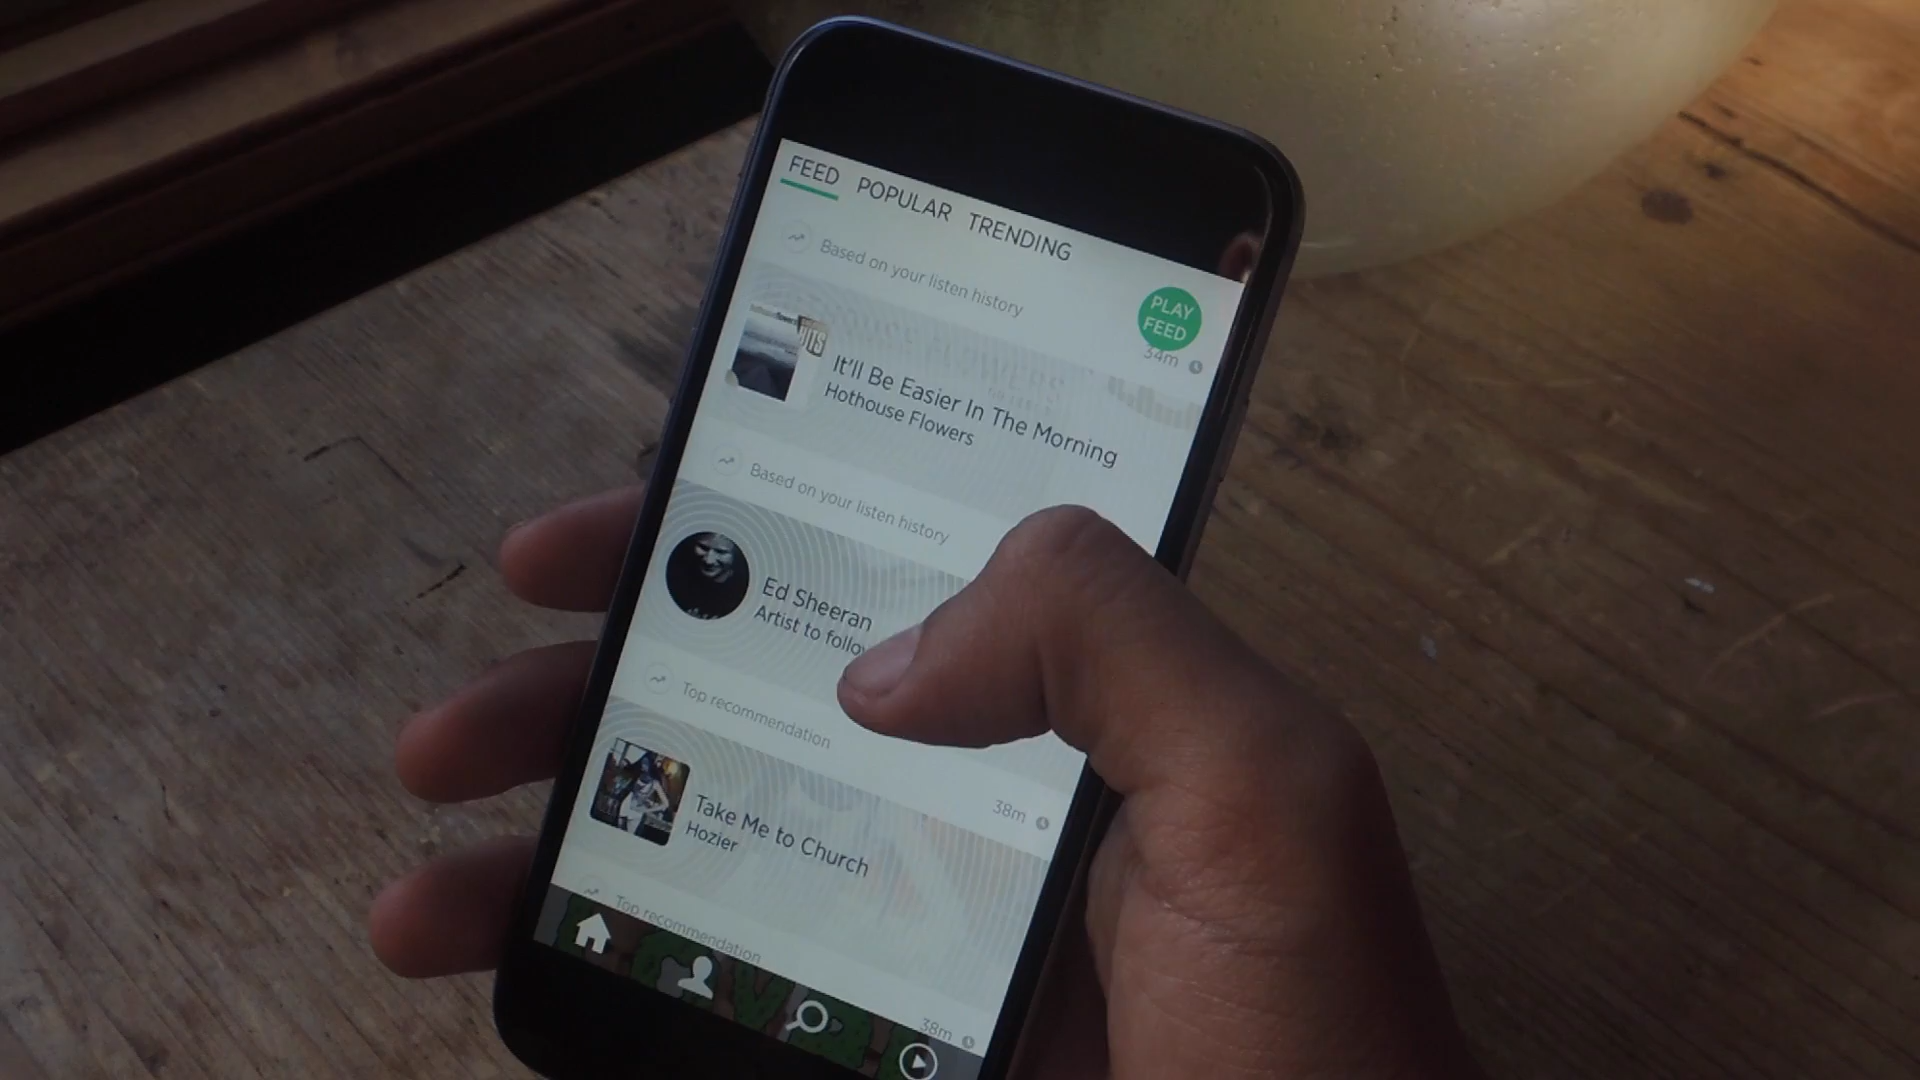 FEED POPULAR TRENDING
Based on your listen history
PLAY
FEED
34m
It'll Be Easier In The Morning
Hothouse Flowers
Based on your listen history
Ed Sheeran
Artist to follow
Top recommendation
38m
Take Me to Church
Hozier
Top recommendation
38m